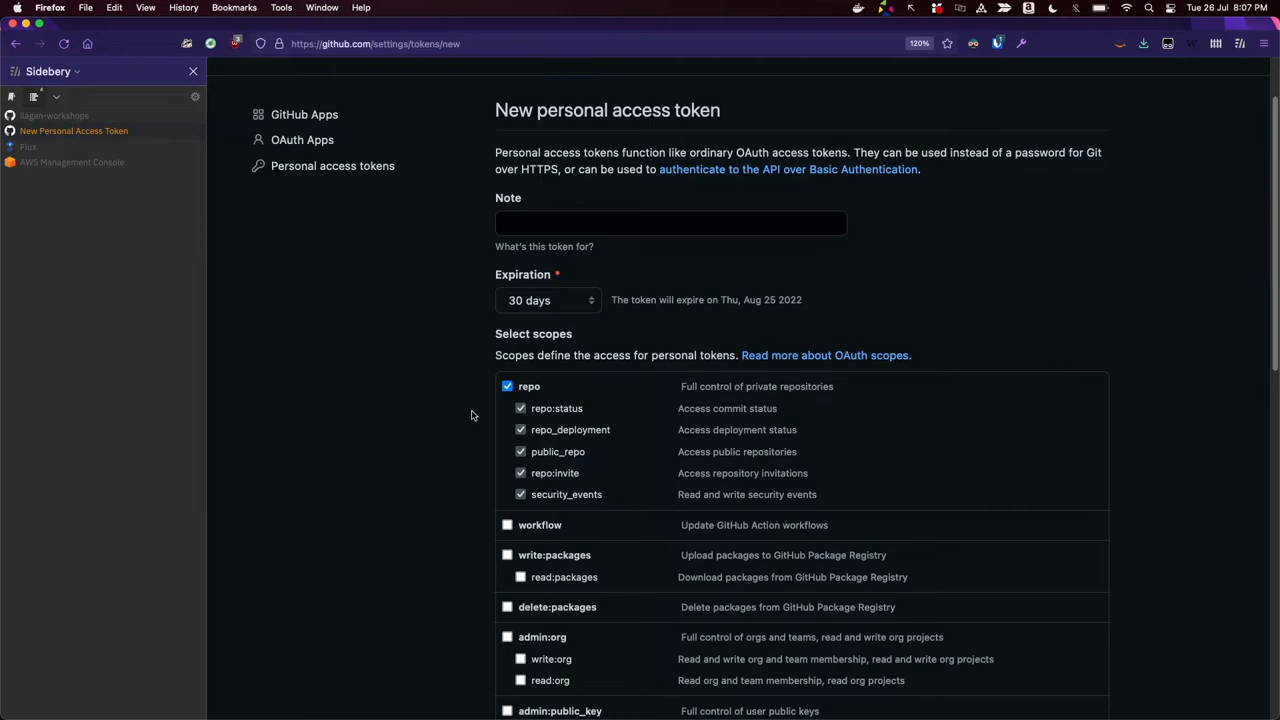 Firefox File Edit View History Bookmarks Tools Window Help Tue 26 Jul 8:07 PM
https://github.com/settings/tokens/new 120%
Sidebery
ilagan-workshops
New Personal Access Token
Flux
AWS Management Console
GitHub Apps
OAuth Apps
Personal access tokens
New personal access token
Personal access tokens function like ordinary OAuth access tokens. They can be used instead of a password for Git
over HTTPS, or can be used to authenticate to the API over Basic Authentication.
Note
What's this token for?
Expiration *
30 days The token will expire on Thu, Aug 25 2022
Select scopes
Scopes define the access for personal tokens. Read more about OAuth scopes.
repo Full control of private repositories
repo:status Access commit status
repo_deployment Access deployment status
public_repo Access public repositories
repo:invite Access repository invitations
security_events Read and write security events
workflow Update GitHub Action workflows
write:packages Upload packages to GitHub Package Registry
read:packages Download packages from GitHub Package Registry
delete:packages Delete packages from GitHub Package Registry
admin:org Full control of orgs and teams, read and write org projects
write:org Read and write org and team membership, read and write org projects
read:org Read org and team membership, read org projects
admin:public_key Full control of user public keys